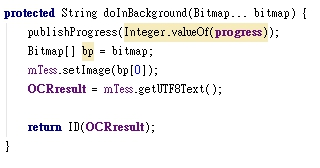 protected String doInBackground(Bitmap... bitmap) {
publishProgress(Integer.valueOf(progress));
Bitmap[] bp = bitmap;
mTess.setImage(bp[0]);
OCRresult = mTess.getUTF8Text();
return ID(OCRresult);
}